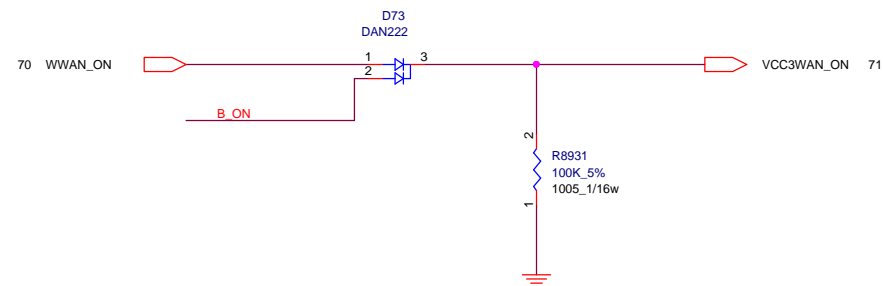 D73
DAN222
70 WWAN_ON
1
3
VCC3WAN_ON 71
2
B_ON
2
R8931
100K_5%
1005_1/16w
1